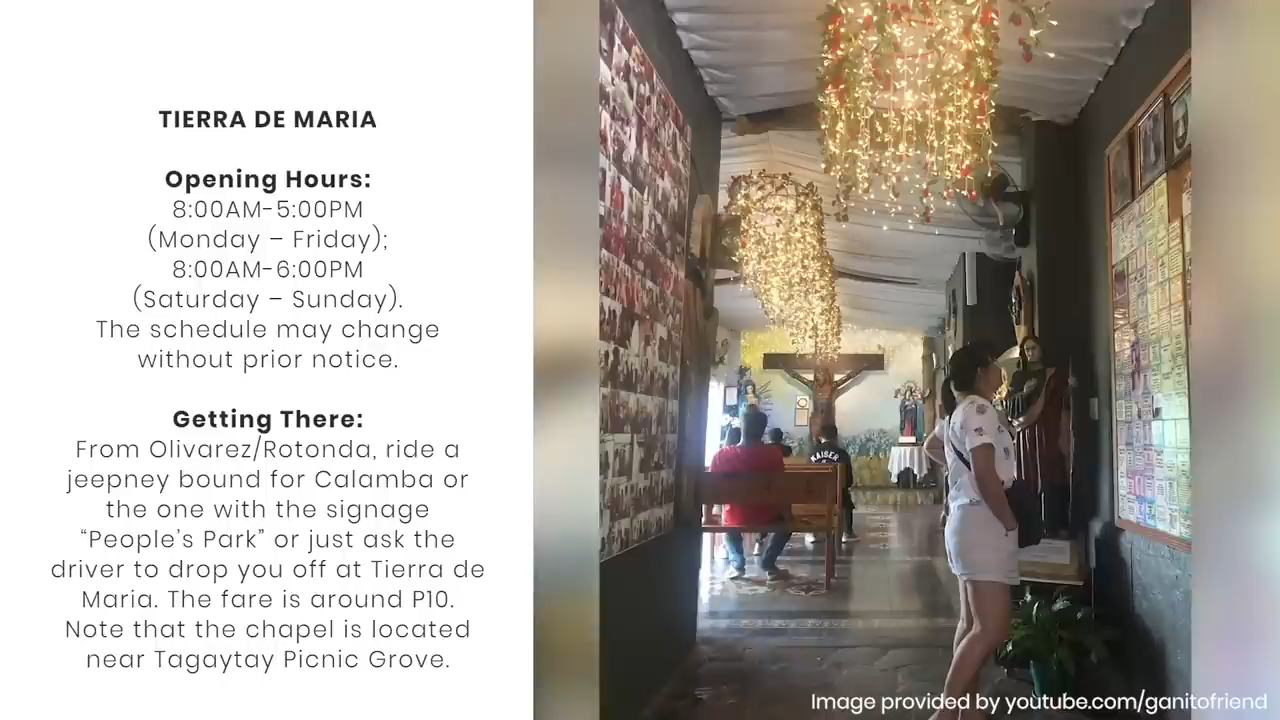 TIERRA DE MARIA
Opening Hours:
8:00AM-5:00PM
(Monday – Friday);
8:00AM-6:00PM
(Saturday – Sunday).
The schedule may change
without prior notice.
Getting There:
From Olivarez/Rotonda, ride a
jeepney bound for Calamba or
the one with the signage
“People’s Park” or just ask the
driver to drop you off at Tierra de
Maria. The fare is around P10.
Note that the chapel is located
near Tagaytay Picnic Grove.
KAISER
Image provided by youtube.com/ganitofriend